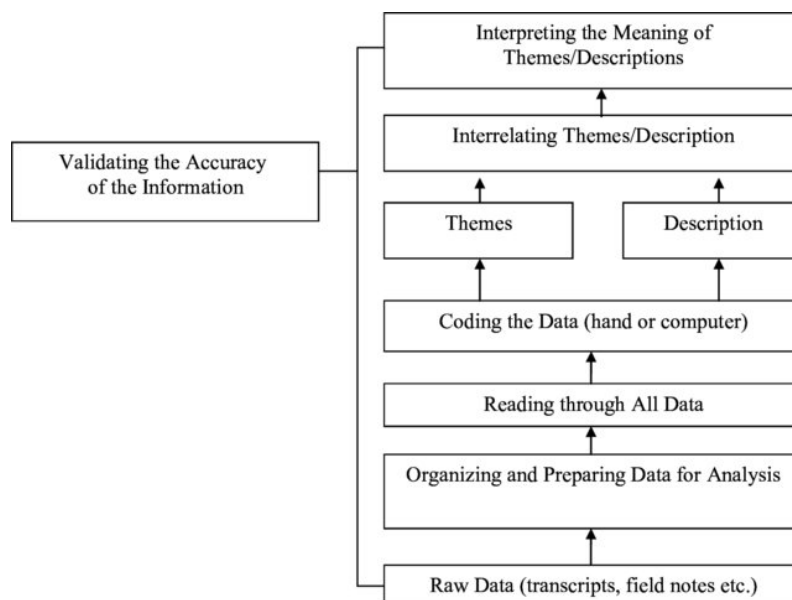 Interpreting the Meaning of
Themes/Descriptions
Interrelating Themes/Description
Validating the Accuracy
of the Information
Themes
Description
Coding the Data (hand or computer)
Reading through All Data
Organizing and Preparing Data for Analysis
Raw Data (transcripts, field notes etc.)